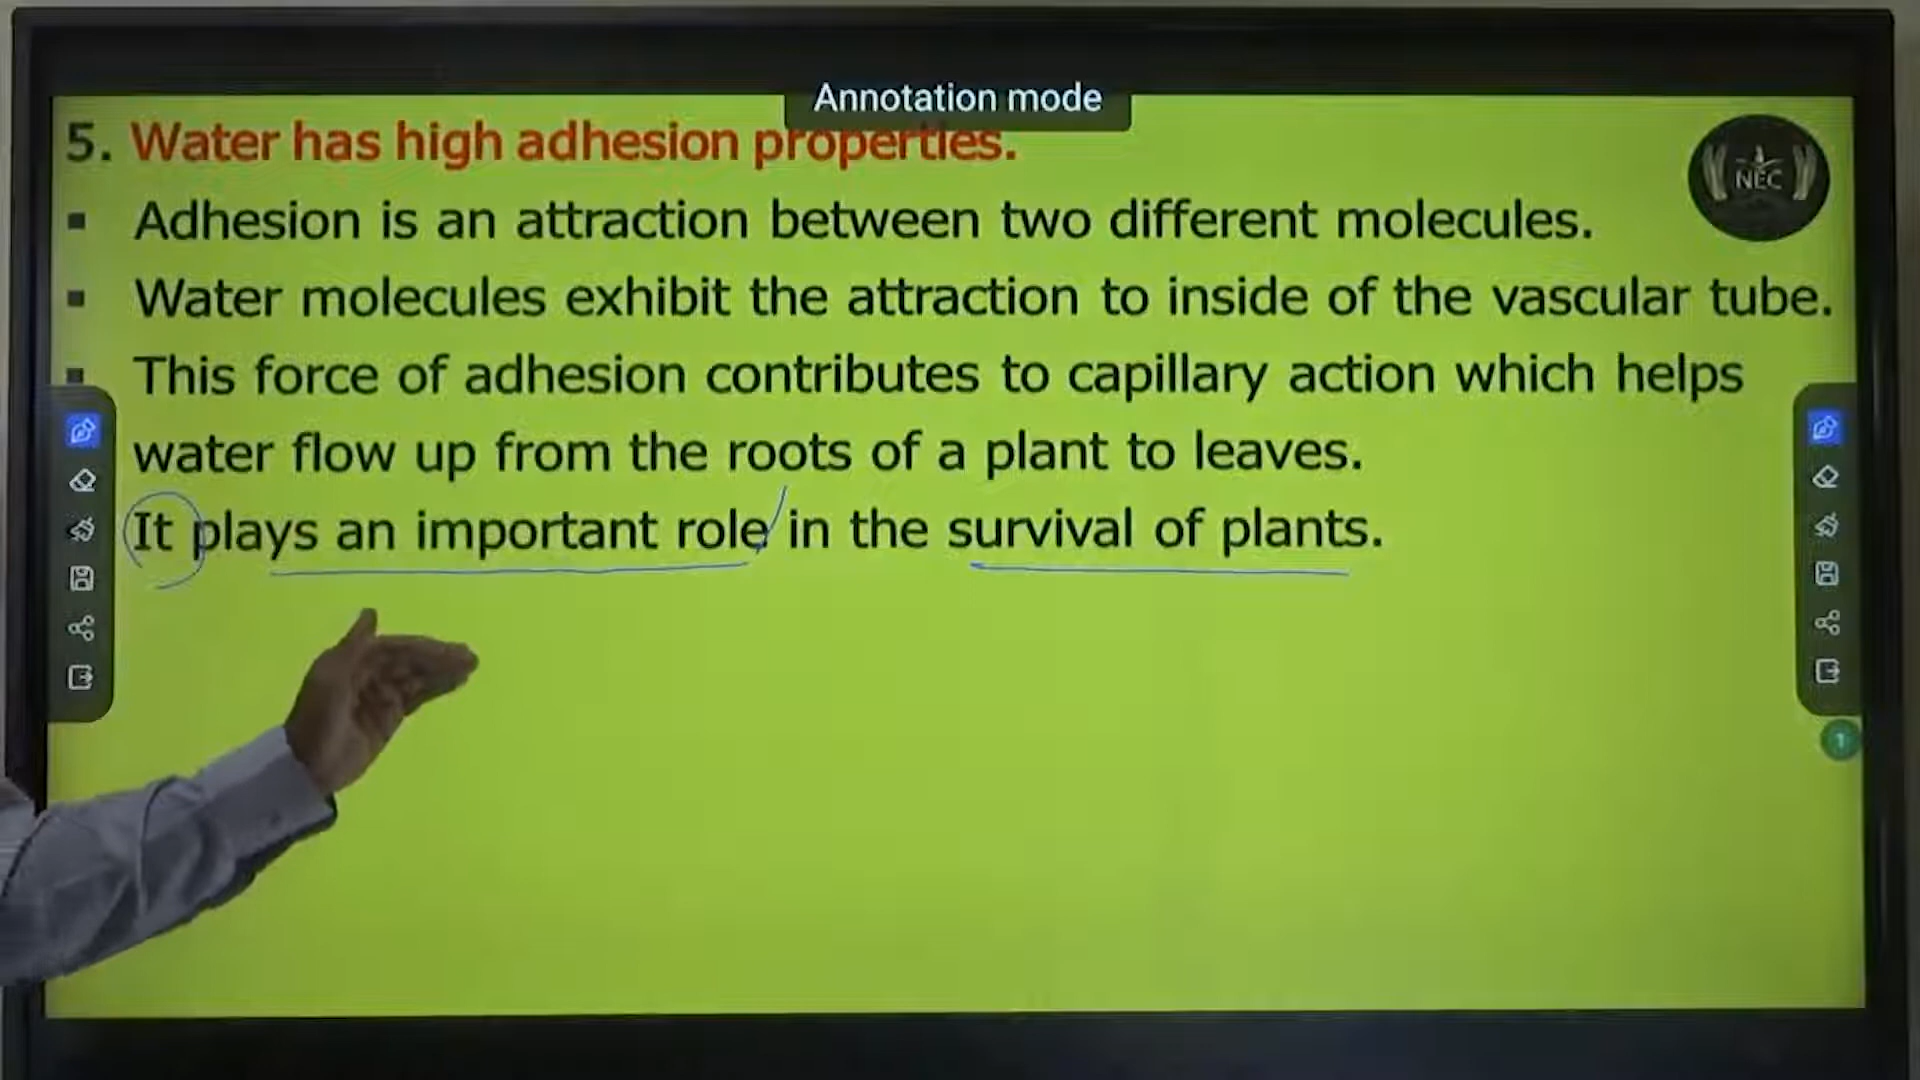 Annotation mode
5. Water has high adhesion properties.
NEC
▪ Adhesion is an attraction between two different molecules.
▪ Water molecules exhibit the attraction to inside of the vascular tube.
▪ This force of adhesion contributes to capillary action which helps
water flow up from the roots of a plant to leaves.
It plays an important role in the survival of plants.
1